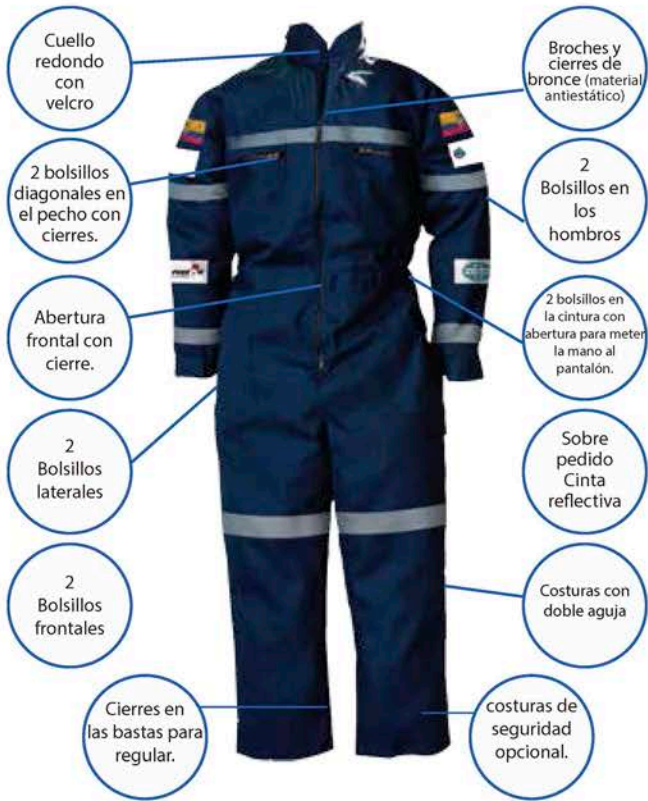 Cuello
redondo
con
velcro
Broches y
cierres de
bronce (material
antiestático)
2 bolsillos
diagonales en
el pecho con
cierres.
2
Bolsillos en
los
hombros
Abertura
frontal con
cierre.
2 bolsillos en
la cintura con
abertura para meter
la mano al
pantalón.
2
Bolsillos
laterales
Sobre
pedido
Cinta
reflectiva
2
Bolsillos
frontales
Costuras con
doble aguja
Cierres en
las bastas para
regular.
costuras de
seguridad
opcional.